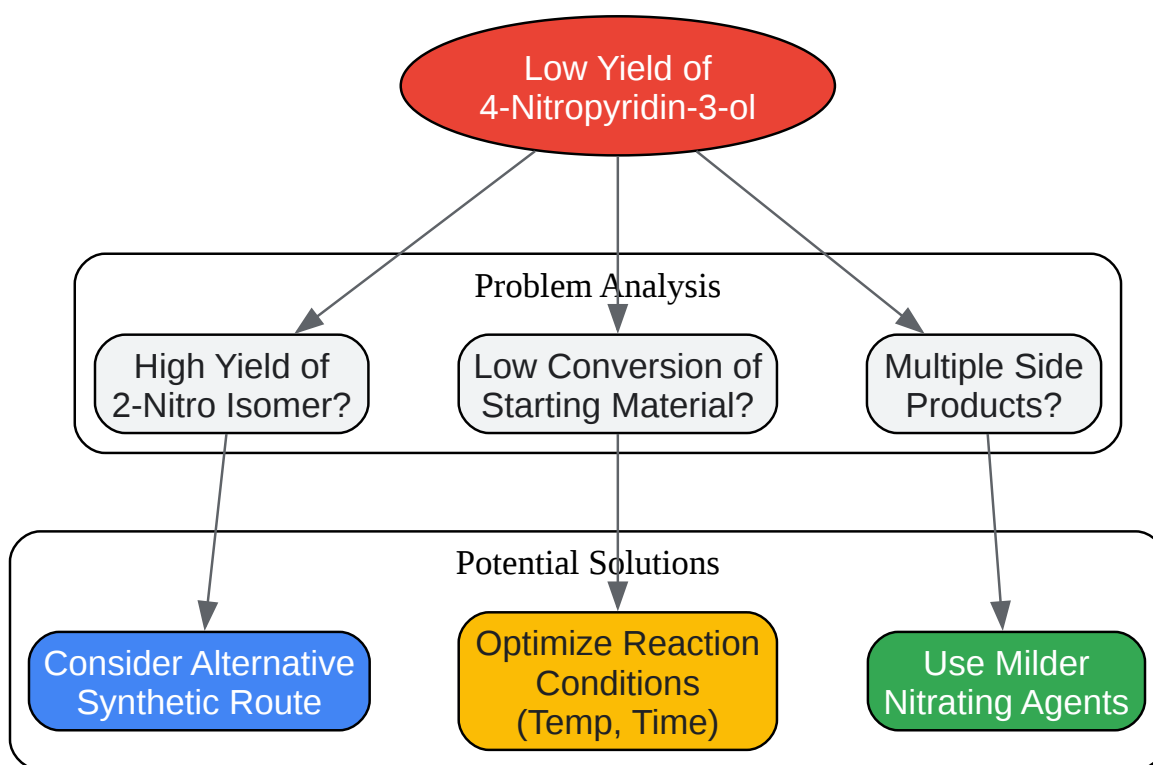 Low Yield of
4-Nitropyridin-3-ol
Problem Analysis
High Yield of
2-Nitro Isomer?
Low Conversion of
Starting Material?
Multiple Side
Products?
Potential Solutions
Consider Alternative
Synthetic Route
Optimize Reaction
Conditions
(Temp, Time)
Use Milder
Nitrating Agents